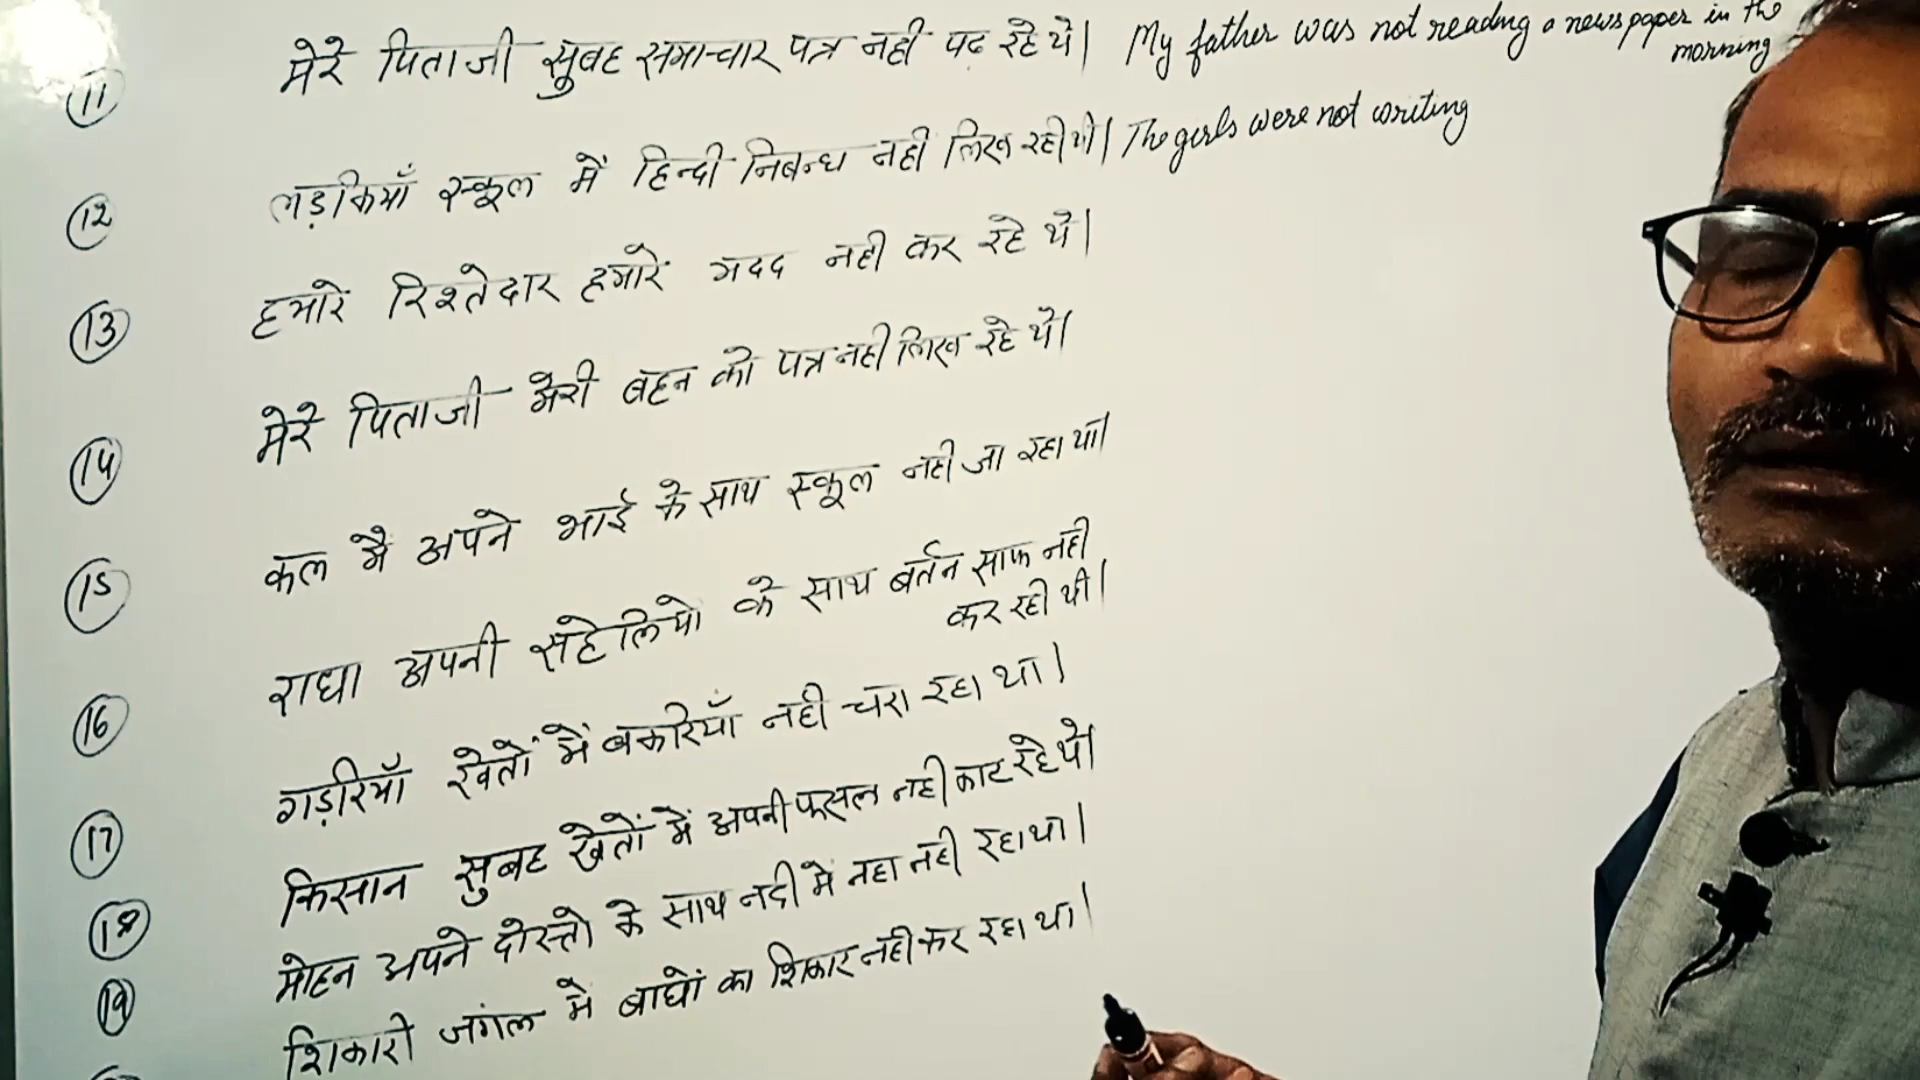 11 मेरे पिताजी सुबह समाचार पत्र नही पढ़ रहे थे। My father was not reading a newspaper in the morning
12 लड़कियाँ स्कूल में हिन्दी निबन्ध नही लिख रही थी। The girls were not writing
13 हमारे रिश्तेदार हमारे मदद नही कर रहे थे।
14 मेरे पिताजी मेरी बहन को पत्र नही लिख रहे थे।
15 कल मै अपने भाई के साथ स्कूल नही जा रहा था।
16 राधा अपनी सहेलियो के साथ बर्तन साफ नही
कर रही थी।
17 गड़रियाँ खेतों में बकरियाँ नही चरा रहा था।
18 किसान सुबह खेतों में अपनी फसल नही काट रहे थे।
19 मोहन अपने दोस्तो के साथ नदी में नहा नही रहा था।
शिकारी जंगल में बाघों का शिकार नही कर रहा था।